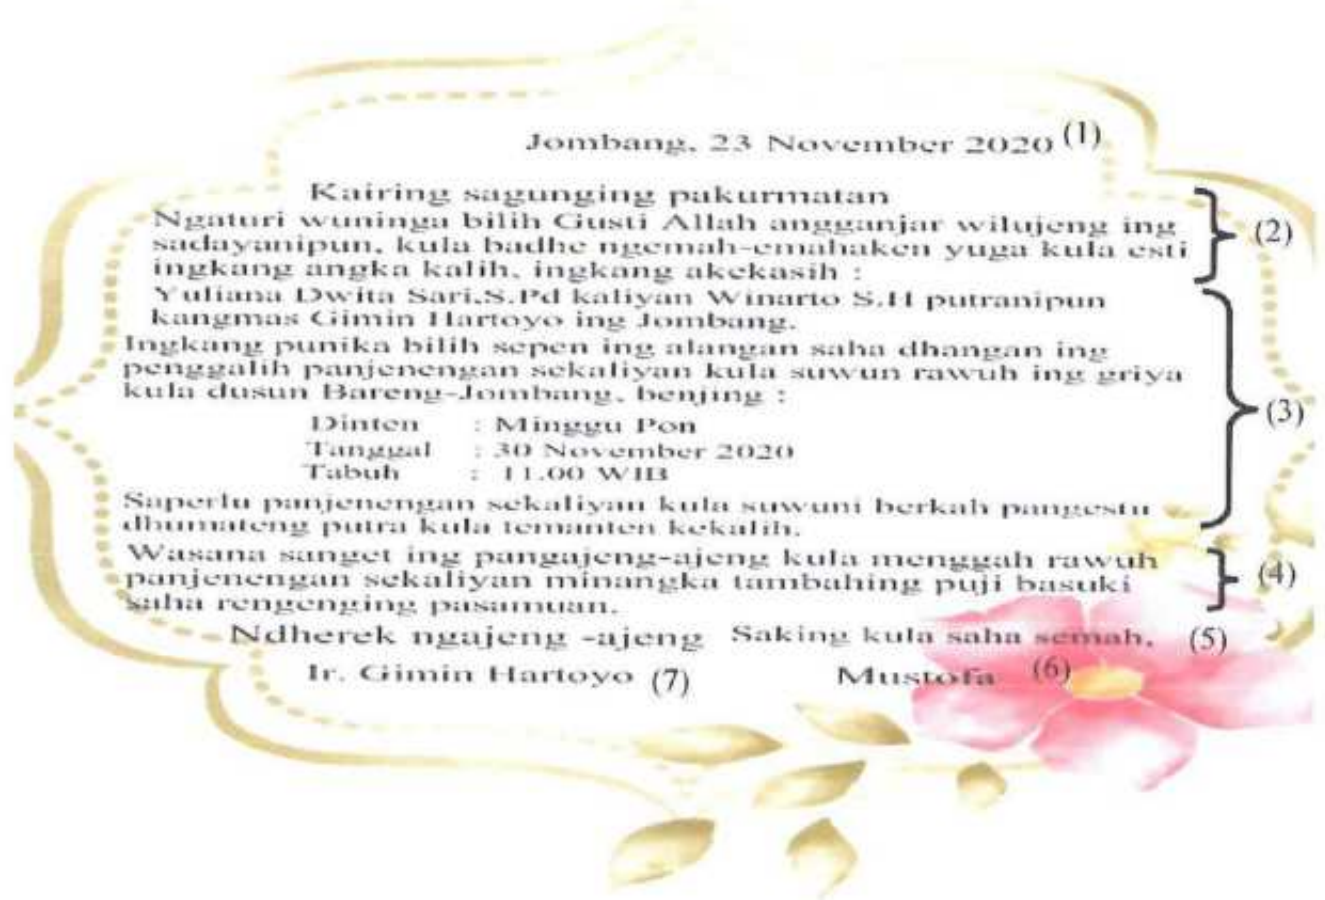 Jombang, 23 November 2020 (1)
Kairing sagunging pakurmatan
Ngaturi wuninga bilih Gusti Allah angganjar wilujeng ing
sadayanipun, kula badhe ngemah-emahaken yuga kula esti (2)
ingkang angka kalih, ingkang akekasih :
Yuliana Dwita Sari,S.Pd kaliyan Winarto S.H putranipun
kangmas Gimin Hartoyo ing Jombang.
Ingkang punika bilih sepen ing alangan saha dhangan ing
penggalih panjenengan sekaliyan kula suwun rawuh ing griya
kula dusun Bareng-Jombang, benjing : (3)
Dinten : Minggu Pon
Tanggal : 30 November 2020
Tabuh : 11.00 WIB
Saperlu panjenengan sekaliyan kula suwuni berkah pangestu
dhumateng putra kula temanten kekalih.
Wasana sanget ing pangajeng-ajeng kula menggah rawuh
panjenengan sekaliyan minangka tambahing puji basuki (4)
saha rengenging pasamuan.
Ndherek ngajeng -ajeng Saking kula saha semah, (5)
Ir. Gimin Hartoyo (7) Mustofa (6)